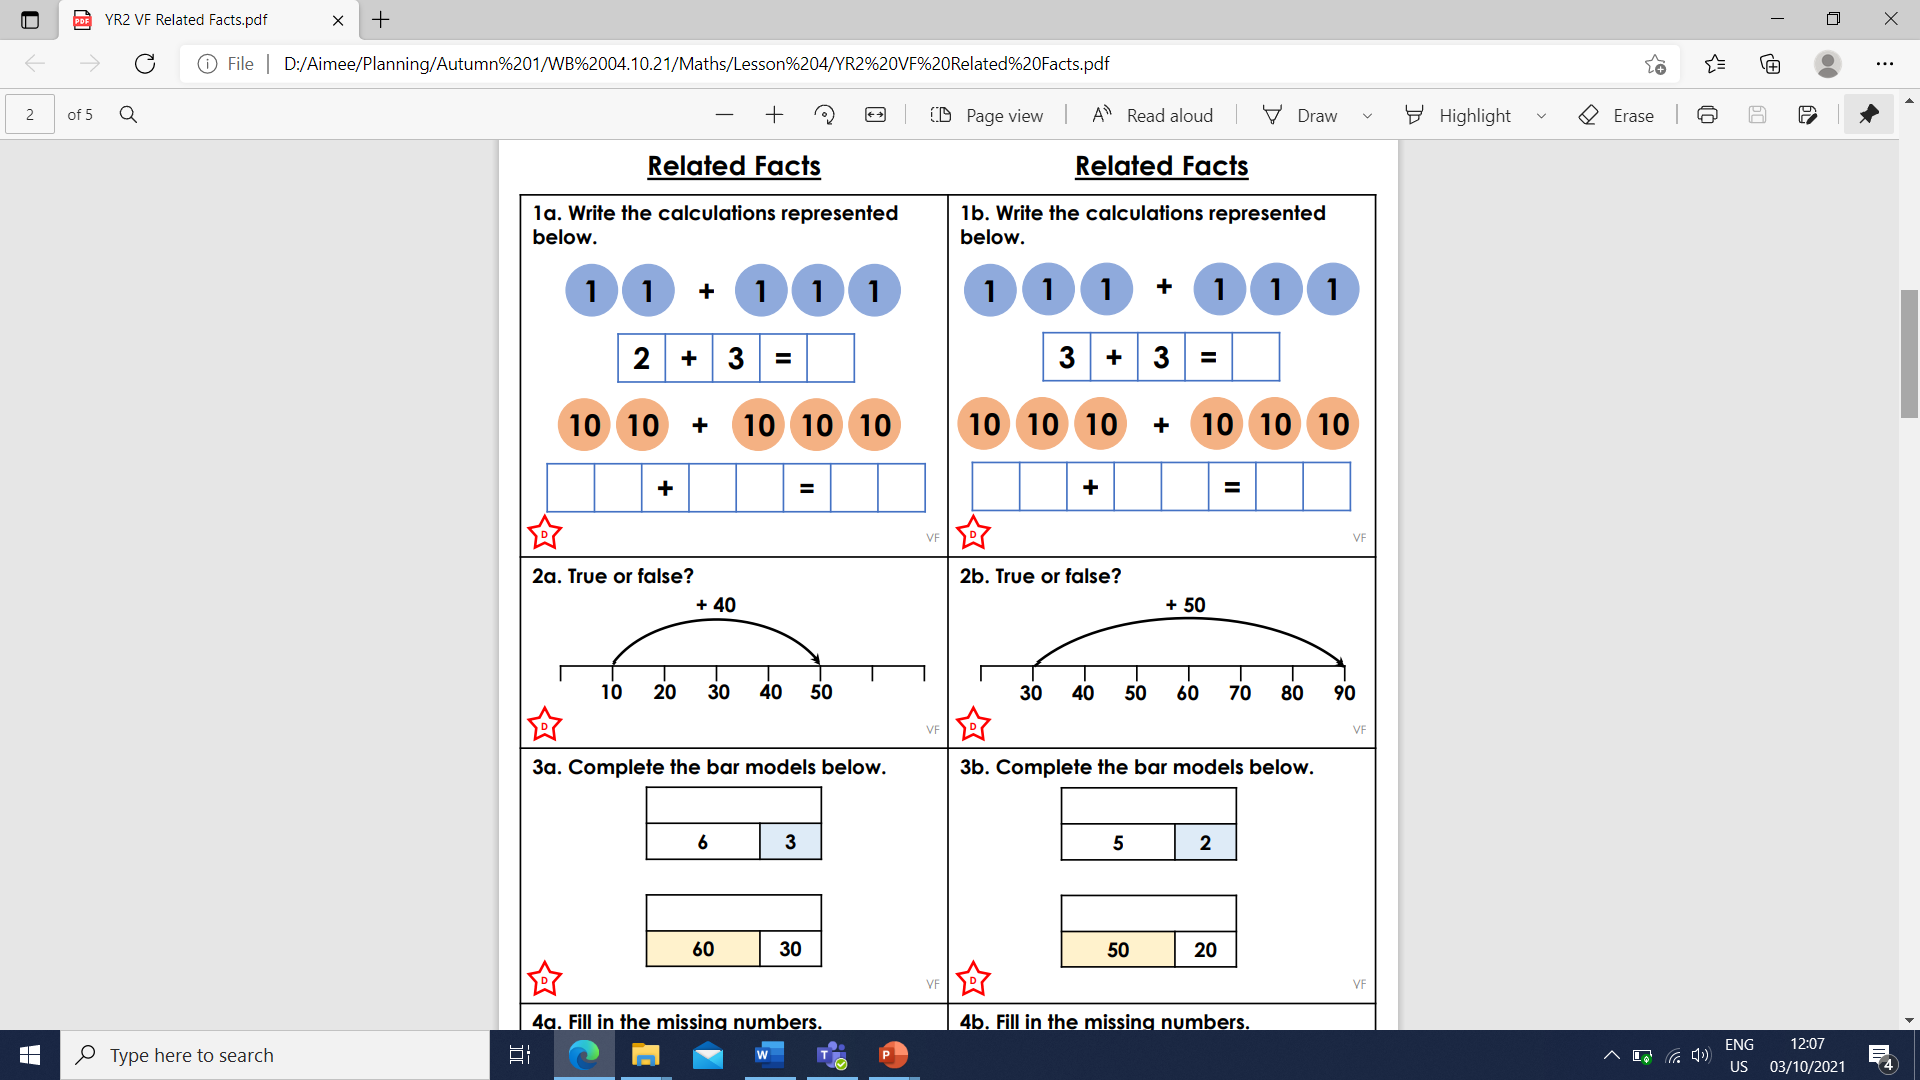 YR2 VF Related Facts.pdf
File
D:/Aimee/Planning/Autumn%201/WB%2004.10.21/Maths/Lesson%204/YR2%20VF%20Related%20Facts.pdf
2 of 5
Page view
Read aloud
Draw
Highlight
Erase
Related Facts
1a. Write the calculations represented
below.
1 1 + 1 1 1
2 + 3 =
10 10 + 10 10 10
+ =
D
VF
Related Facts
1b. Write the calculations represented
below.
1 1 1 + 1 1 1
3 + 3 =
10 10 10 + 10 10 10
+ =
D
VF
2a. True or false?
+ 40
10 20 30 40 50
D
VF
2b. True or false?
+ 50
30 40 50 60 70 80 90
D
VF
3a. Complete the bar models below.
6 3
60 30
D
VF
3b. Complete the bar models below.
5 2
50 20
D
VF
4a. Fill in the missing numbers.
4b. Fill in the missing numbers.
Type here to search
ENG
US
12:07
03/10/2021
4